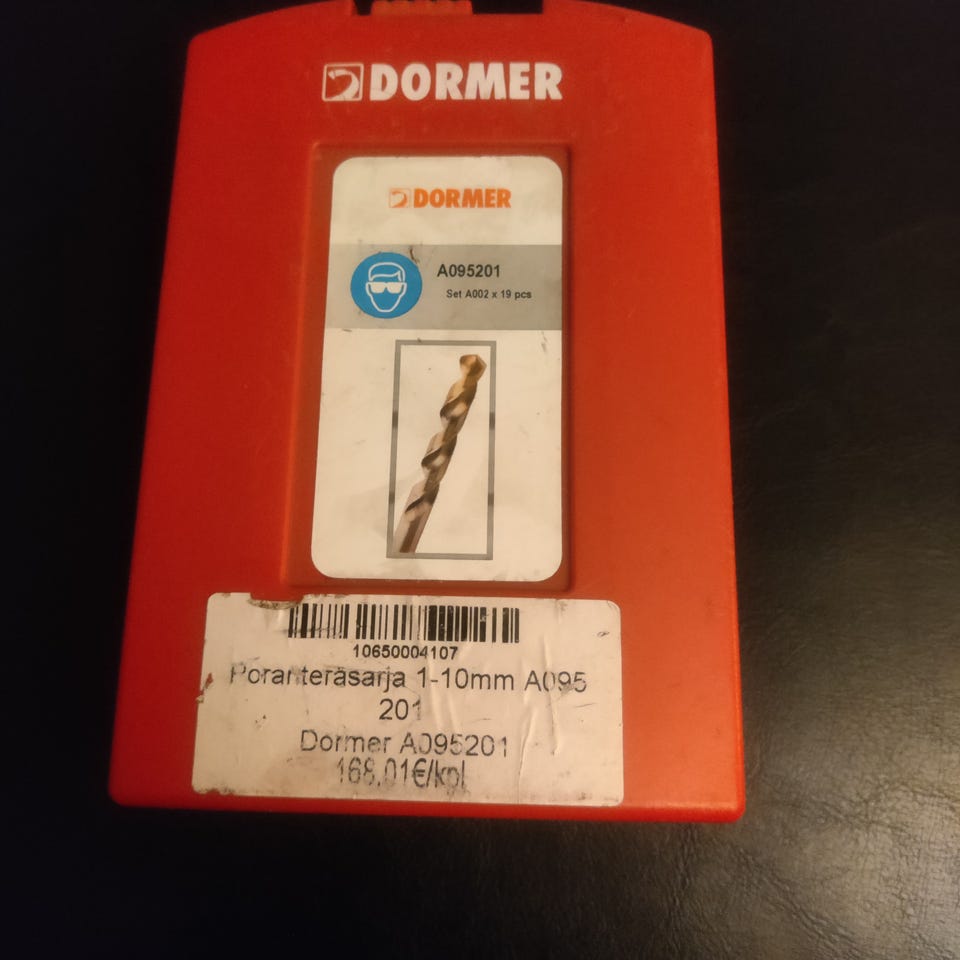 DORMER
DORMER
A095201
Set A002 x 19 pcs
10650004107
Poranteräsarja 1-10mm A095
201
Dormer A095201
168,01€/kpl